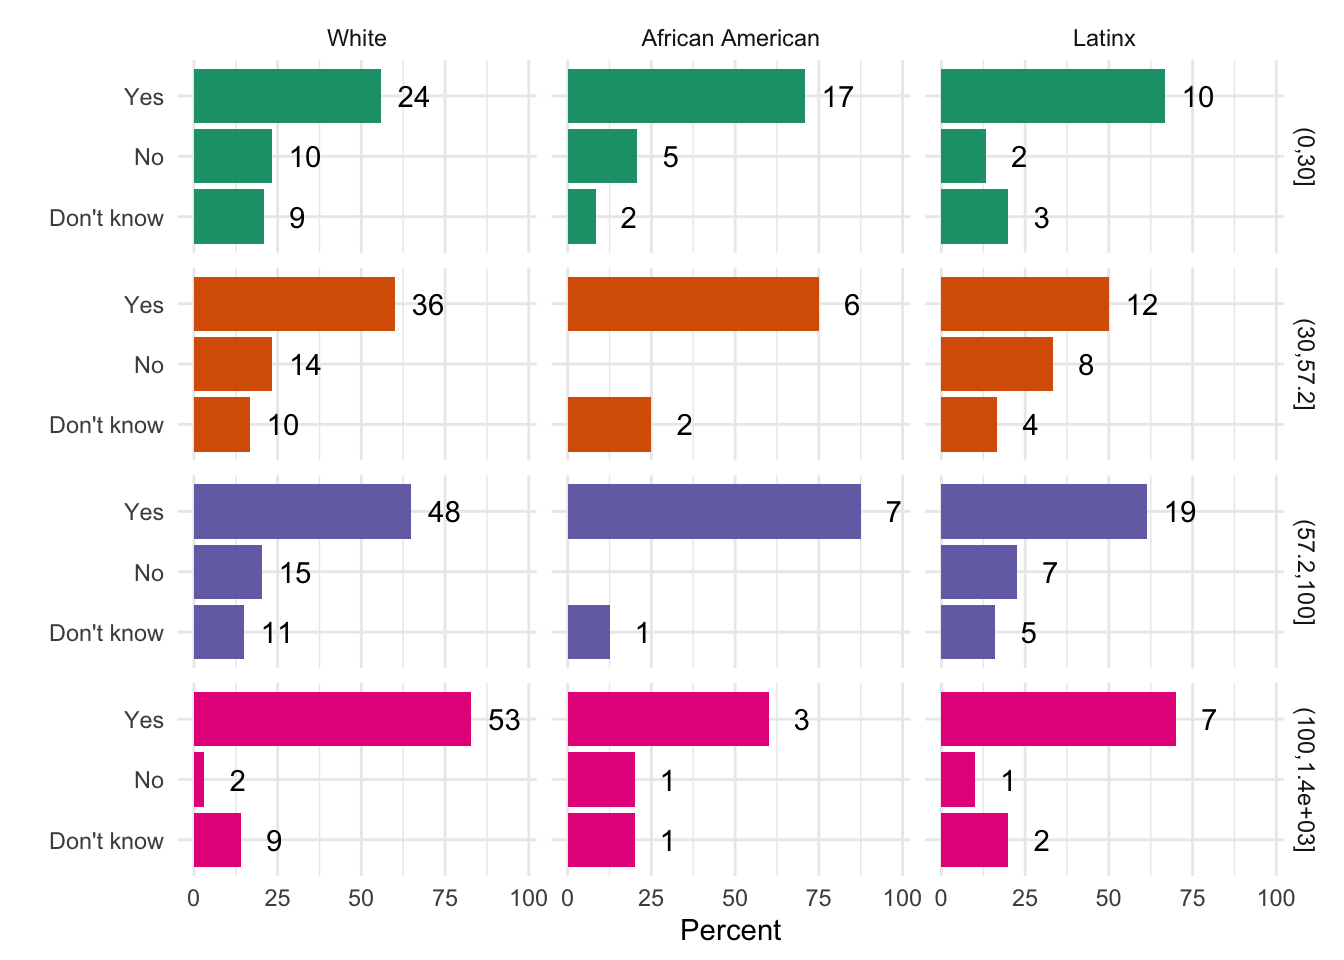 White African American Latinx
Yes 24 17 10
No 10 5 2
Don't know 9 2 3
(0,30]
Yes 36 6 12
No 14 8
Don't know 10 2 4
(30,57.2]
Yes 48 7 19
No 15 7
Don't know 11 1 5
(57.2,100]
Yes 53 3 7
No 2 1 1
Don't know 9 1 2
(100,1.4e+03]
0 25 50 75 100 0 25 50 75 100 0 25 50 75 100
Percent